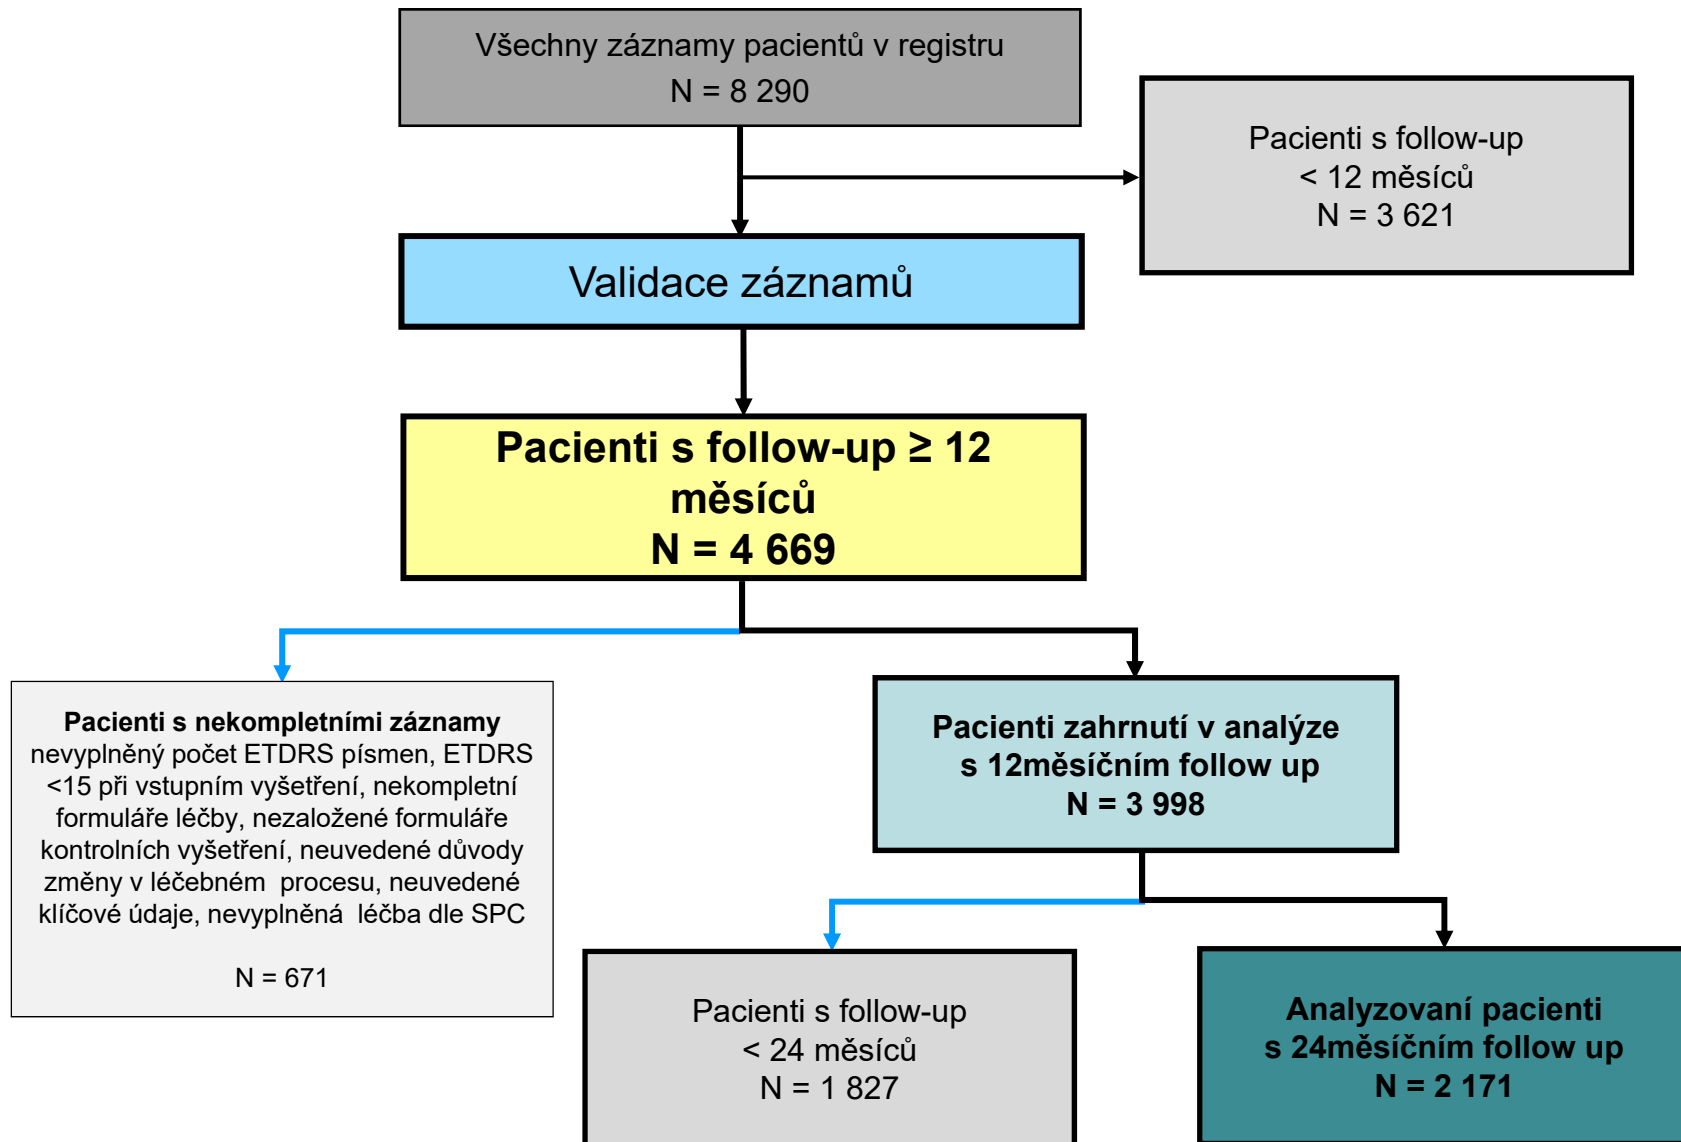 Všechny záznamy pacientů v registru
N = 8 290
Pacienti s follow-up
< 12 měsíců
N = 3 621
Validace záznamů
Pacienti s follow-up ≥ 12
měsíců
N = 4 669
Pacienti s nekompletními záznamy
nevyplněný počet ETDRS písmen, ETDRS
<15 při vstupním vyšetření, nekompletní
formuláře léčby, nezaložené formuláře
kontrolních vyšetření, neuvedené důvody
změny v léčebném  procesu, neuvedené
klíčové údaje, nevyplněná  léčba dle SPC
N = 671
Pacienti zahrnutí v analýze
s 12měsíčním follow up
N = 3 998
Pacienti s follow-up
< 24 měsíců
N = 1 827
Analyzovaní pacienti
s 24měsíčním follow up
N = 2 171